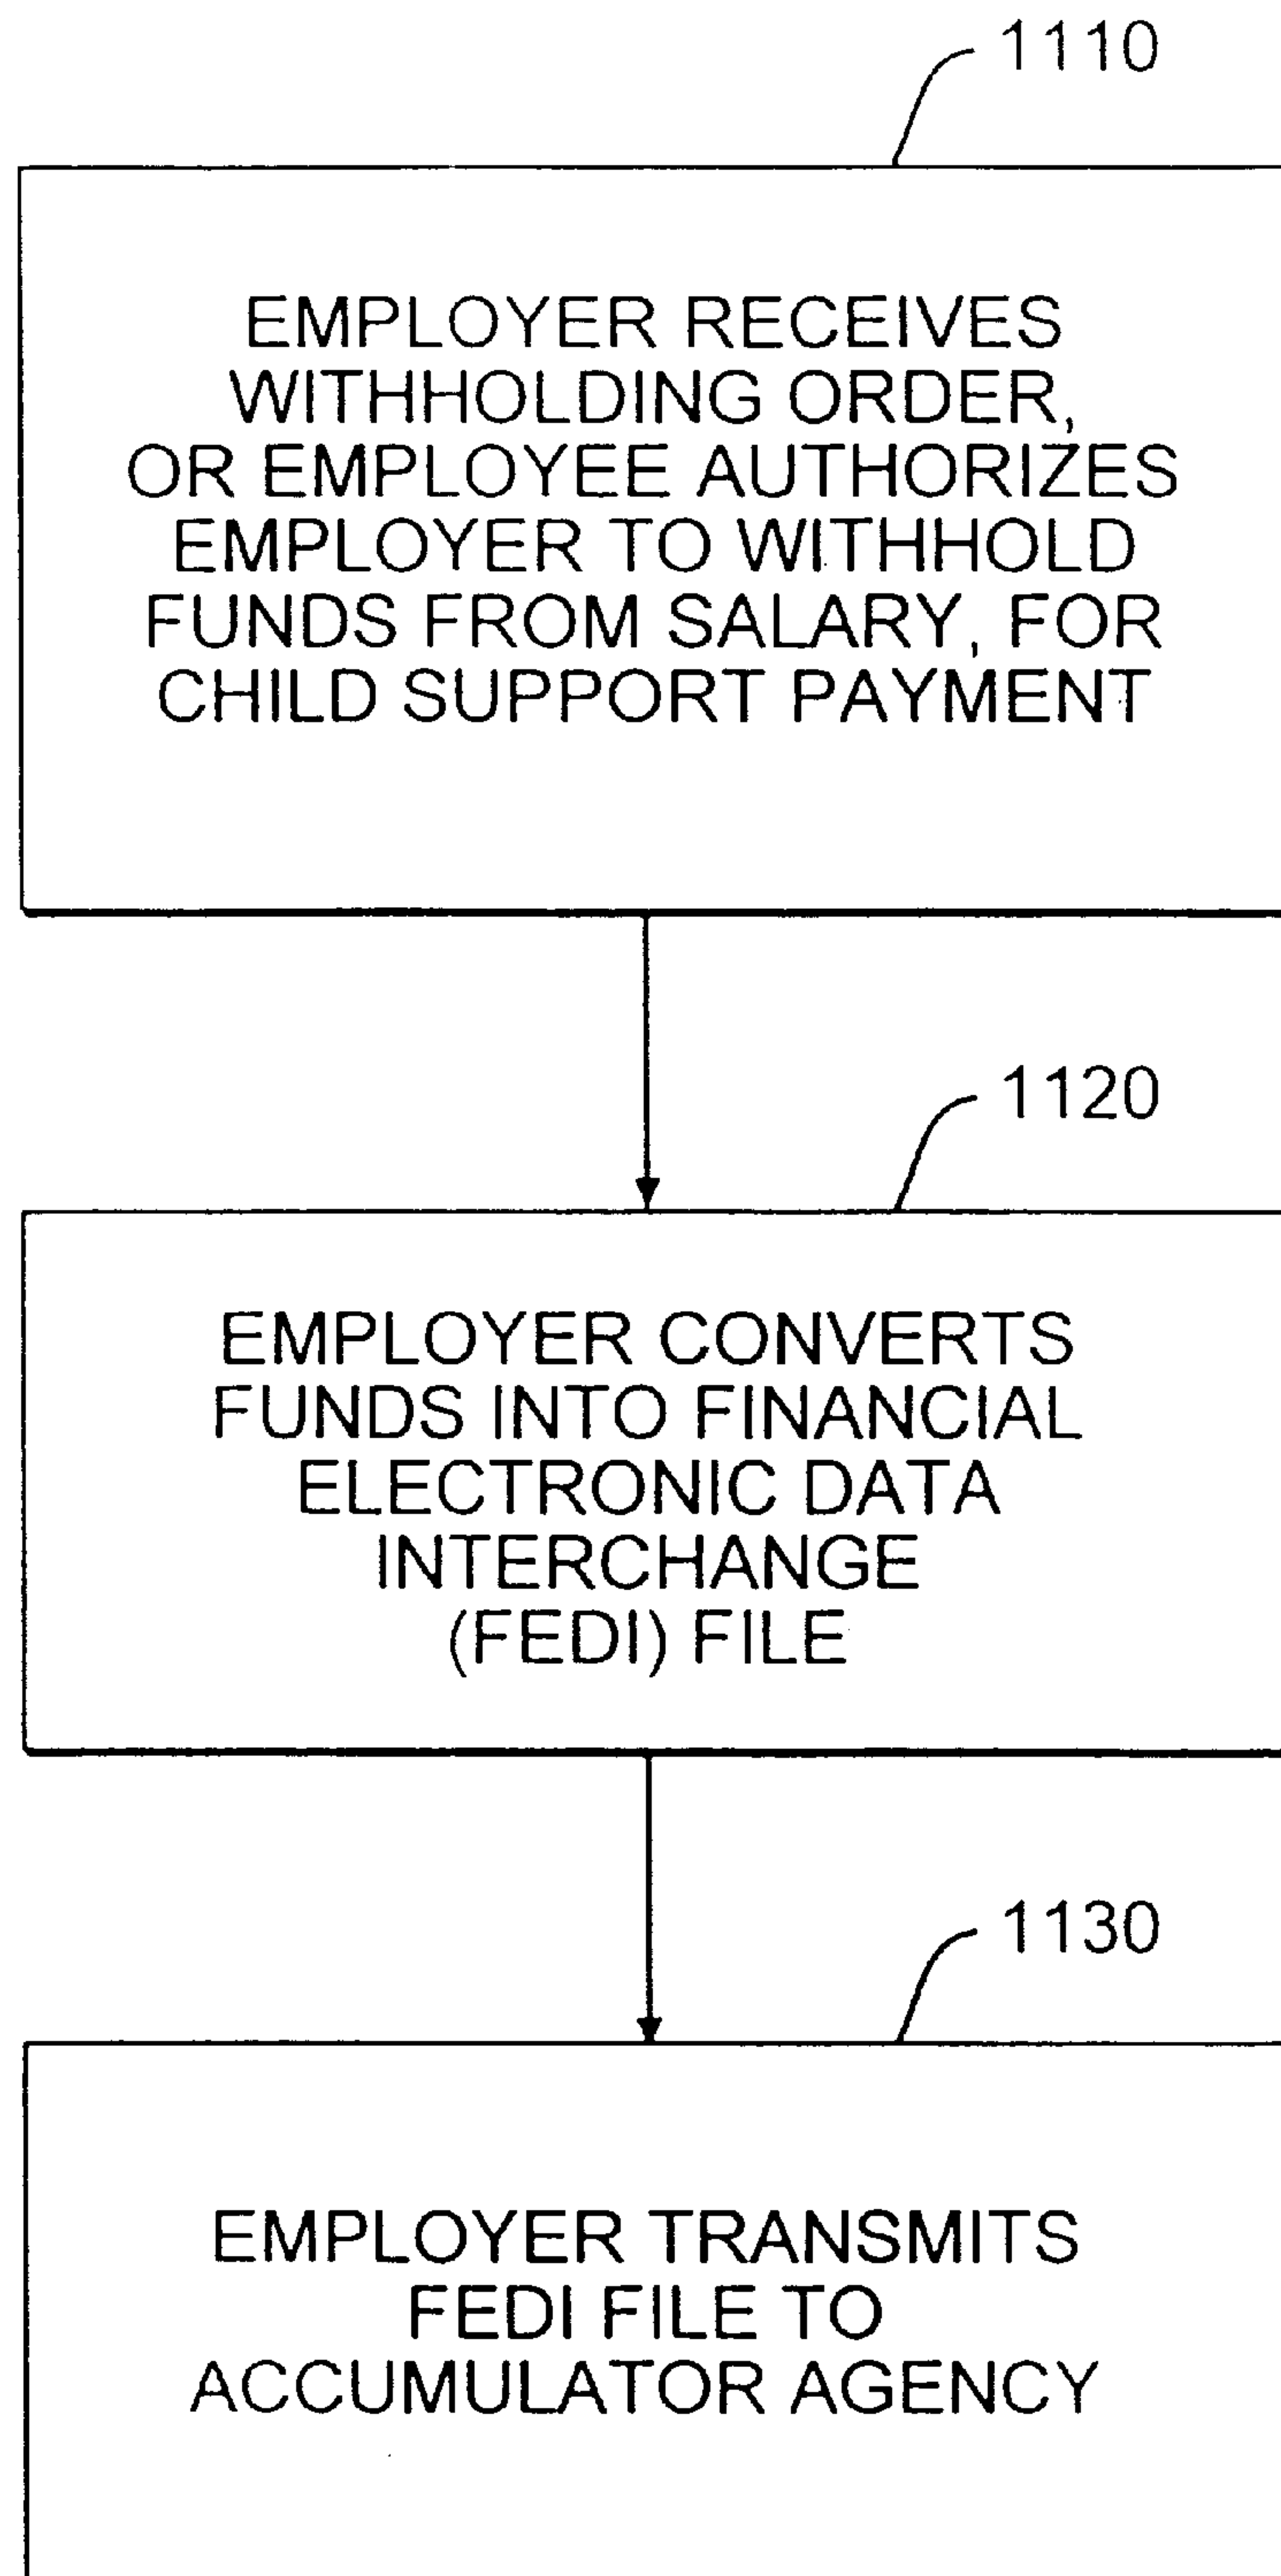 1110
EMPLOYER RECEIVES
WITHHOLDING ORDER,
OR EMPLOYEE AUTHORIZES
EMPLOYER TO WITHHOLD
FUNDS FROM SALARY, FOR
CHILD SUPPORT PAYMENT
1120
EMPLOYER CONVERTS
FUNDS INTO FINANCIAL
ELECTRONIC DATA
INTERCHANGE
(FEDI) FILE
1130
EMPLOYER TRANSMITS
FEDI FILE TO
ACCUMULATOR AGENCY